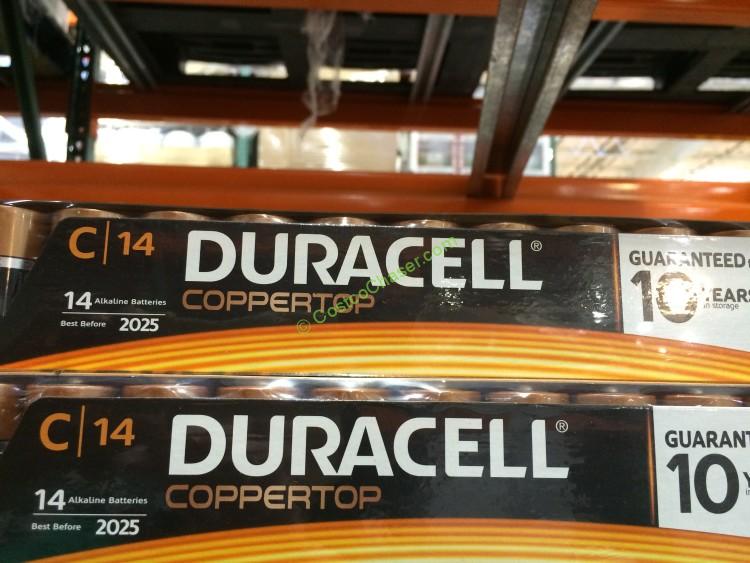 C|14
DURACELL®
COPPERTOP
14 Alkaline Batteries
Best Before 2025
GUARANTEED
10 YEARS
in storage
© CostcoChaser.com
C|14
DURACELL®
COPPERTOP
14 Alkaline Batteries
Best Before 2025
GUARANT
10 Y